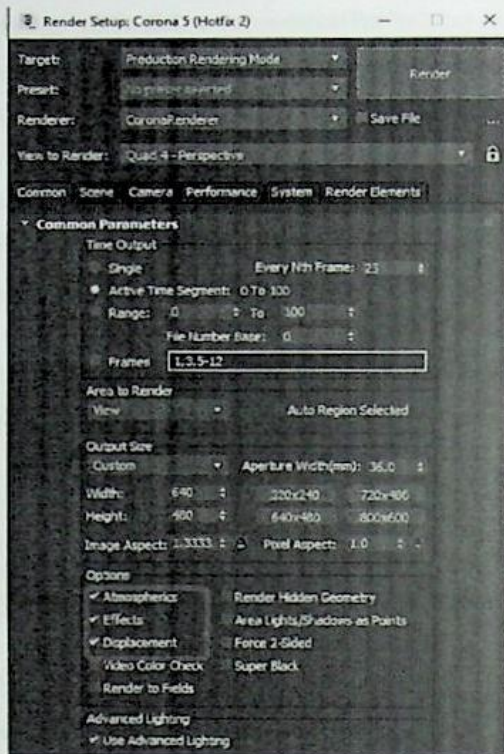 Render Setup: Corona 5 (Hotfix 2)
Target: Production Rendering Mode
Render
Preset: No preset selected
Renderer: CoronaRenderer Save File ...
View to Render: Quad 4 - Perspective
Common Scene Camera Performance System Render Elements
Common Parameters
Time Output
Single Every Nth Frame: 25
Active Time Segment: 0 To 100
Range: 0 To 100
File Number Base: 0
Frames 1,3,5-12
Area to Render
View Auto Region Selected
Output Size
Custom Aperture Width(mm): 36.0
Width: 640 320x240 720x486
Height: 480 640x480 800x600
Image Aspect: 1.3333 Pixel Aspect: 1.0
Options
Atmospherics Render Hidden Geometry
Effects Area Lights/Shadows as Points
Displacement Force 2-Sided
Video Color Check Super Black
Render to Fields
Advanced Lighting
Use Advanced Lighting